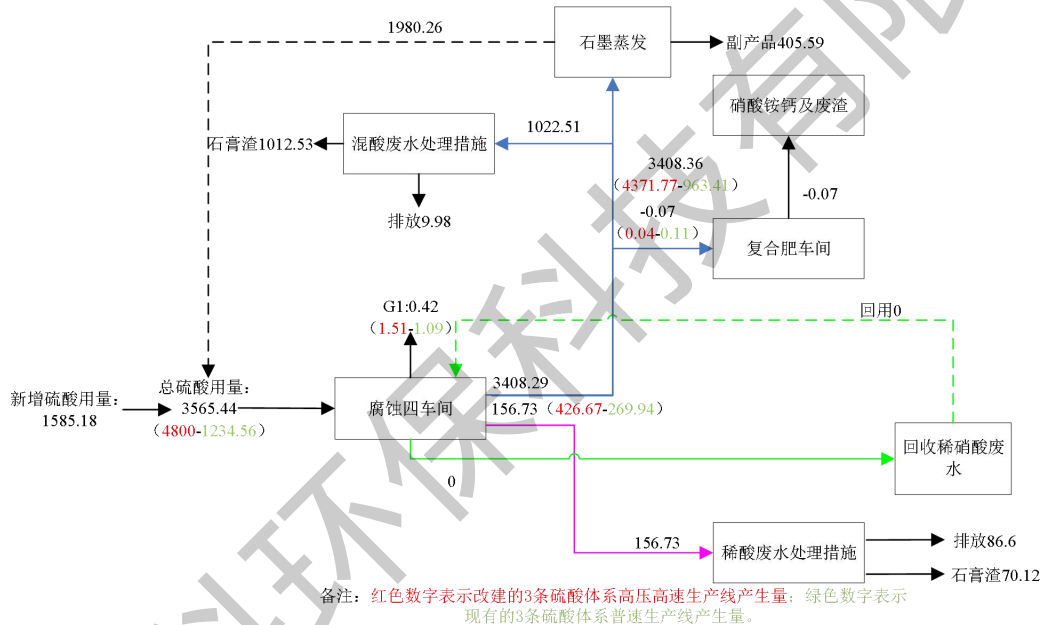 1980.26
石墨蒸发
副产品405.59
硝酸铵钙及废渣
石膏渣1012.53
混酸废水处理措施
1022.51
3408.36
（4371.77-963.41）
-0.07
（0.04-0.11）
-0.07
排放9.98
复合肥车间
G1:0.42
（1.51-1.09）
回用0
新增硫酸用量：
1585.18
总硫酸用量：
3565.44
（4800-1234.56）
腐蚀四车间
3408.29
156.73（426.67-269.94）
回收稀硝酸废
水
0
156.73
稀酸废水处理措施
排放86.6
石膏渣70.12
备注：红色数字表示改建的3条硫酸体系高压高速生产线产生量；绿色数字表示
现有的3条硫酸体系普速生产线产生量。
科环保科技有限